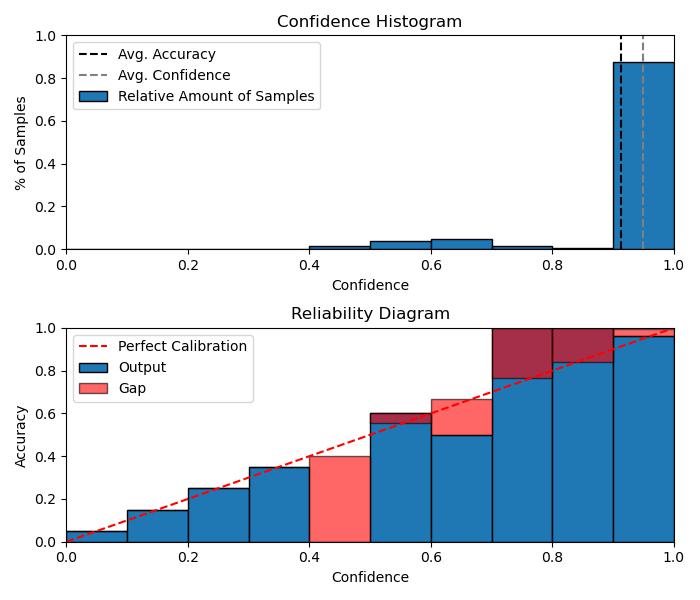 Confidence Histogram
1.0
0.8
0.6
0.4
0.2
0.0
% of Samples
Avg. Accuracy
Avg. Confidence
Relative Amount of Samples
0.0 0.2 0.4 0.6 0.8 1.0
Confidence
Reliability Diagram
1.0
0.8
0.6
0.4
0.2
0.0
Accuracy
Perfect Calibration
Output
Gap
0.0 0.2 0.4 0.6 0.8 1.0
Confidence